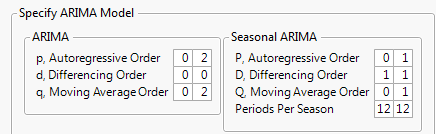 Specify ARIMA Model
ARIMA
p, Autoregressive Order 0 2
d, Differencing Order 0 0
q, Moving Average Order 0 2
Seasonal ARIMA
P, Autoregressive Order 0 1
D, Differencing Order 1 1
Q, Moving Average Order 0 1
Periods Per Season 12 12